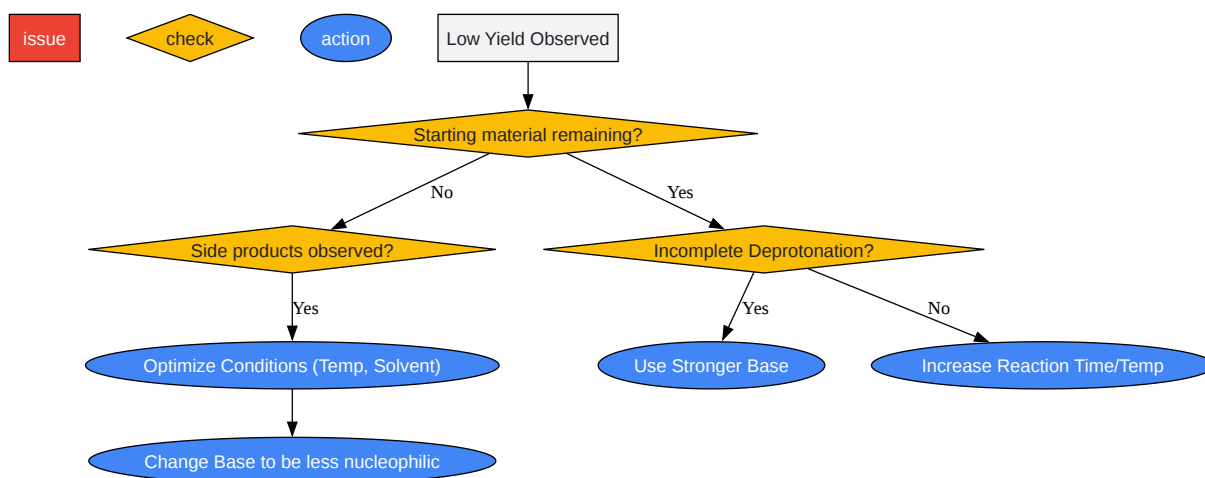 issue
check
action
Low Yield Observed
Starting material remaining?
No
Yes
Side products observed?
Incomplete Deprotonation?
Yes
Yes
No
Optimize Conditions (Temp, Solvent)
Use Stronger Base
Increase Reaction Time/Temp
Change Base to be less nucleophilic